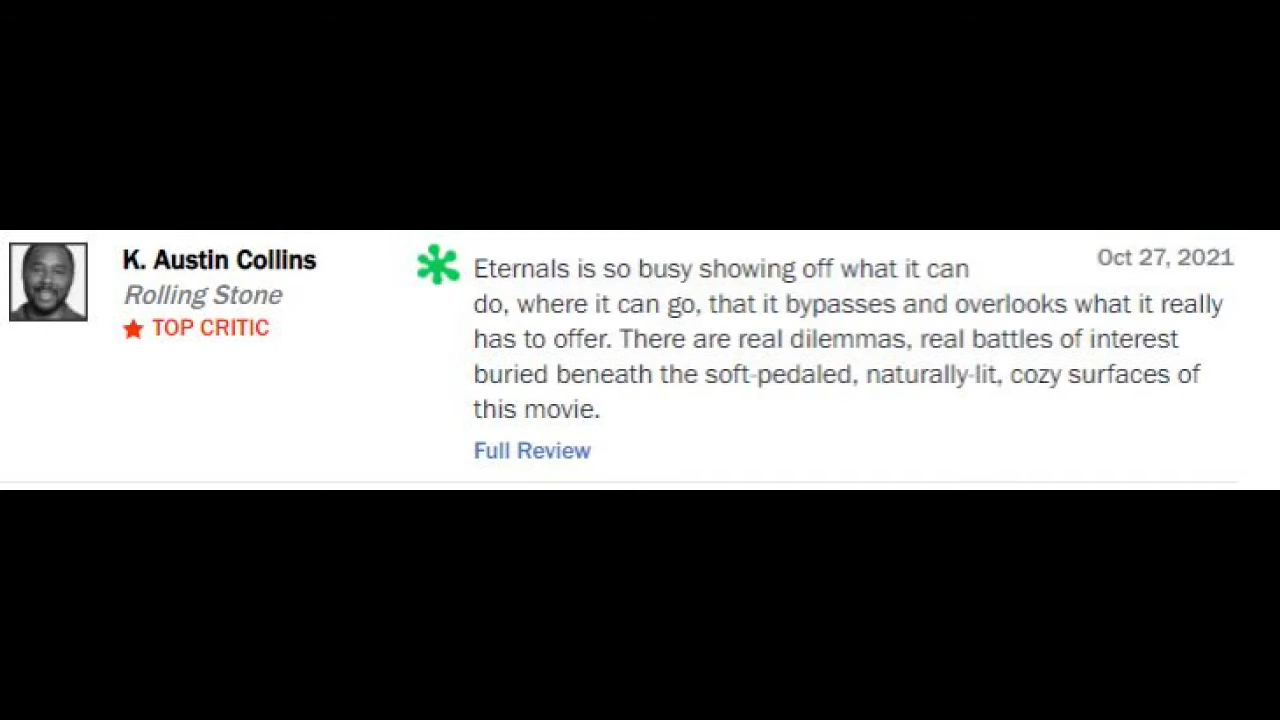 K. Austin Collins
Rolling Stone
TOP CRITIC
Oct 27, 2021
Eternals is so busy showing off what it can
do, where it can go, that it bypasses and overlooks what it really
has to offer. There are real dilemmas, real battles of interest
buried beneath the soft-pedaled, naturally-lit, cozy surfaces of
this movie.
Full Review